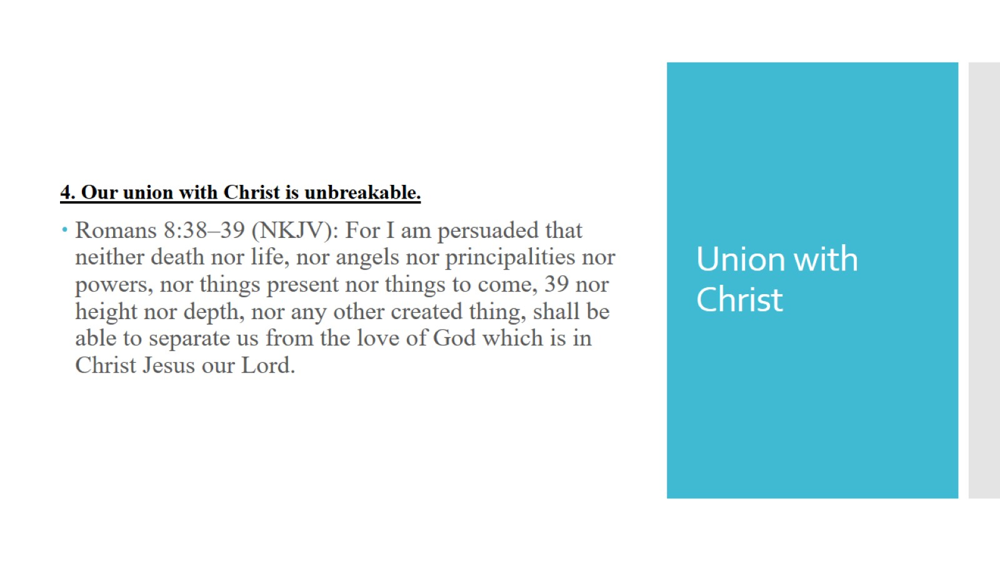 4. Our union with Christ is unbreakable.
• Romans 8:38–39 (NKJV): For I am persuaded that
neither death nor life, nor angels nor principalities nor
powers, nor things present nor things to come, 39 nor
height nor depth, nor any other created thing, shall be
able to separate us from the love of God which is in
Christ Jesus our Lord.
Union with
Christ